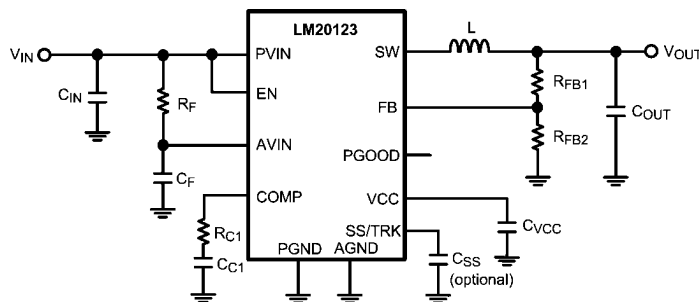 LM20123
VIN
PVIN
SW
L
VOUT
CIN
RF
EN
FB
RFB1
RFB2
COUT
AVIN
PGOOD
CF
COMP
VCC
RC1
SS/TRK
CVCC
CC1
PGND
AGND
CSS
(optional)